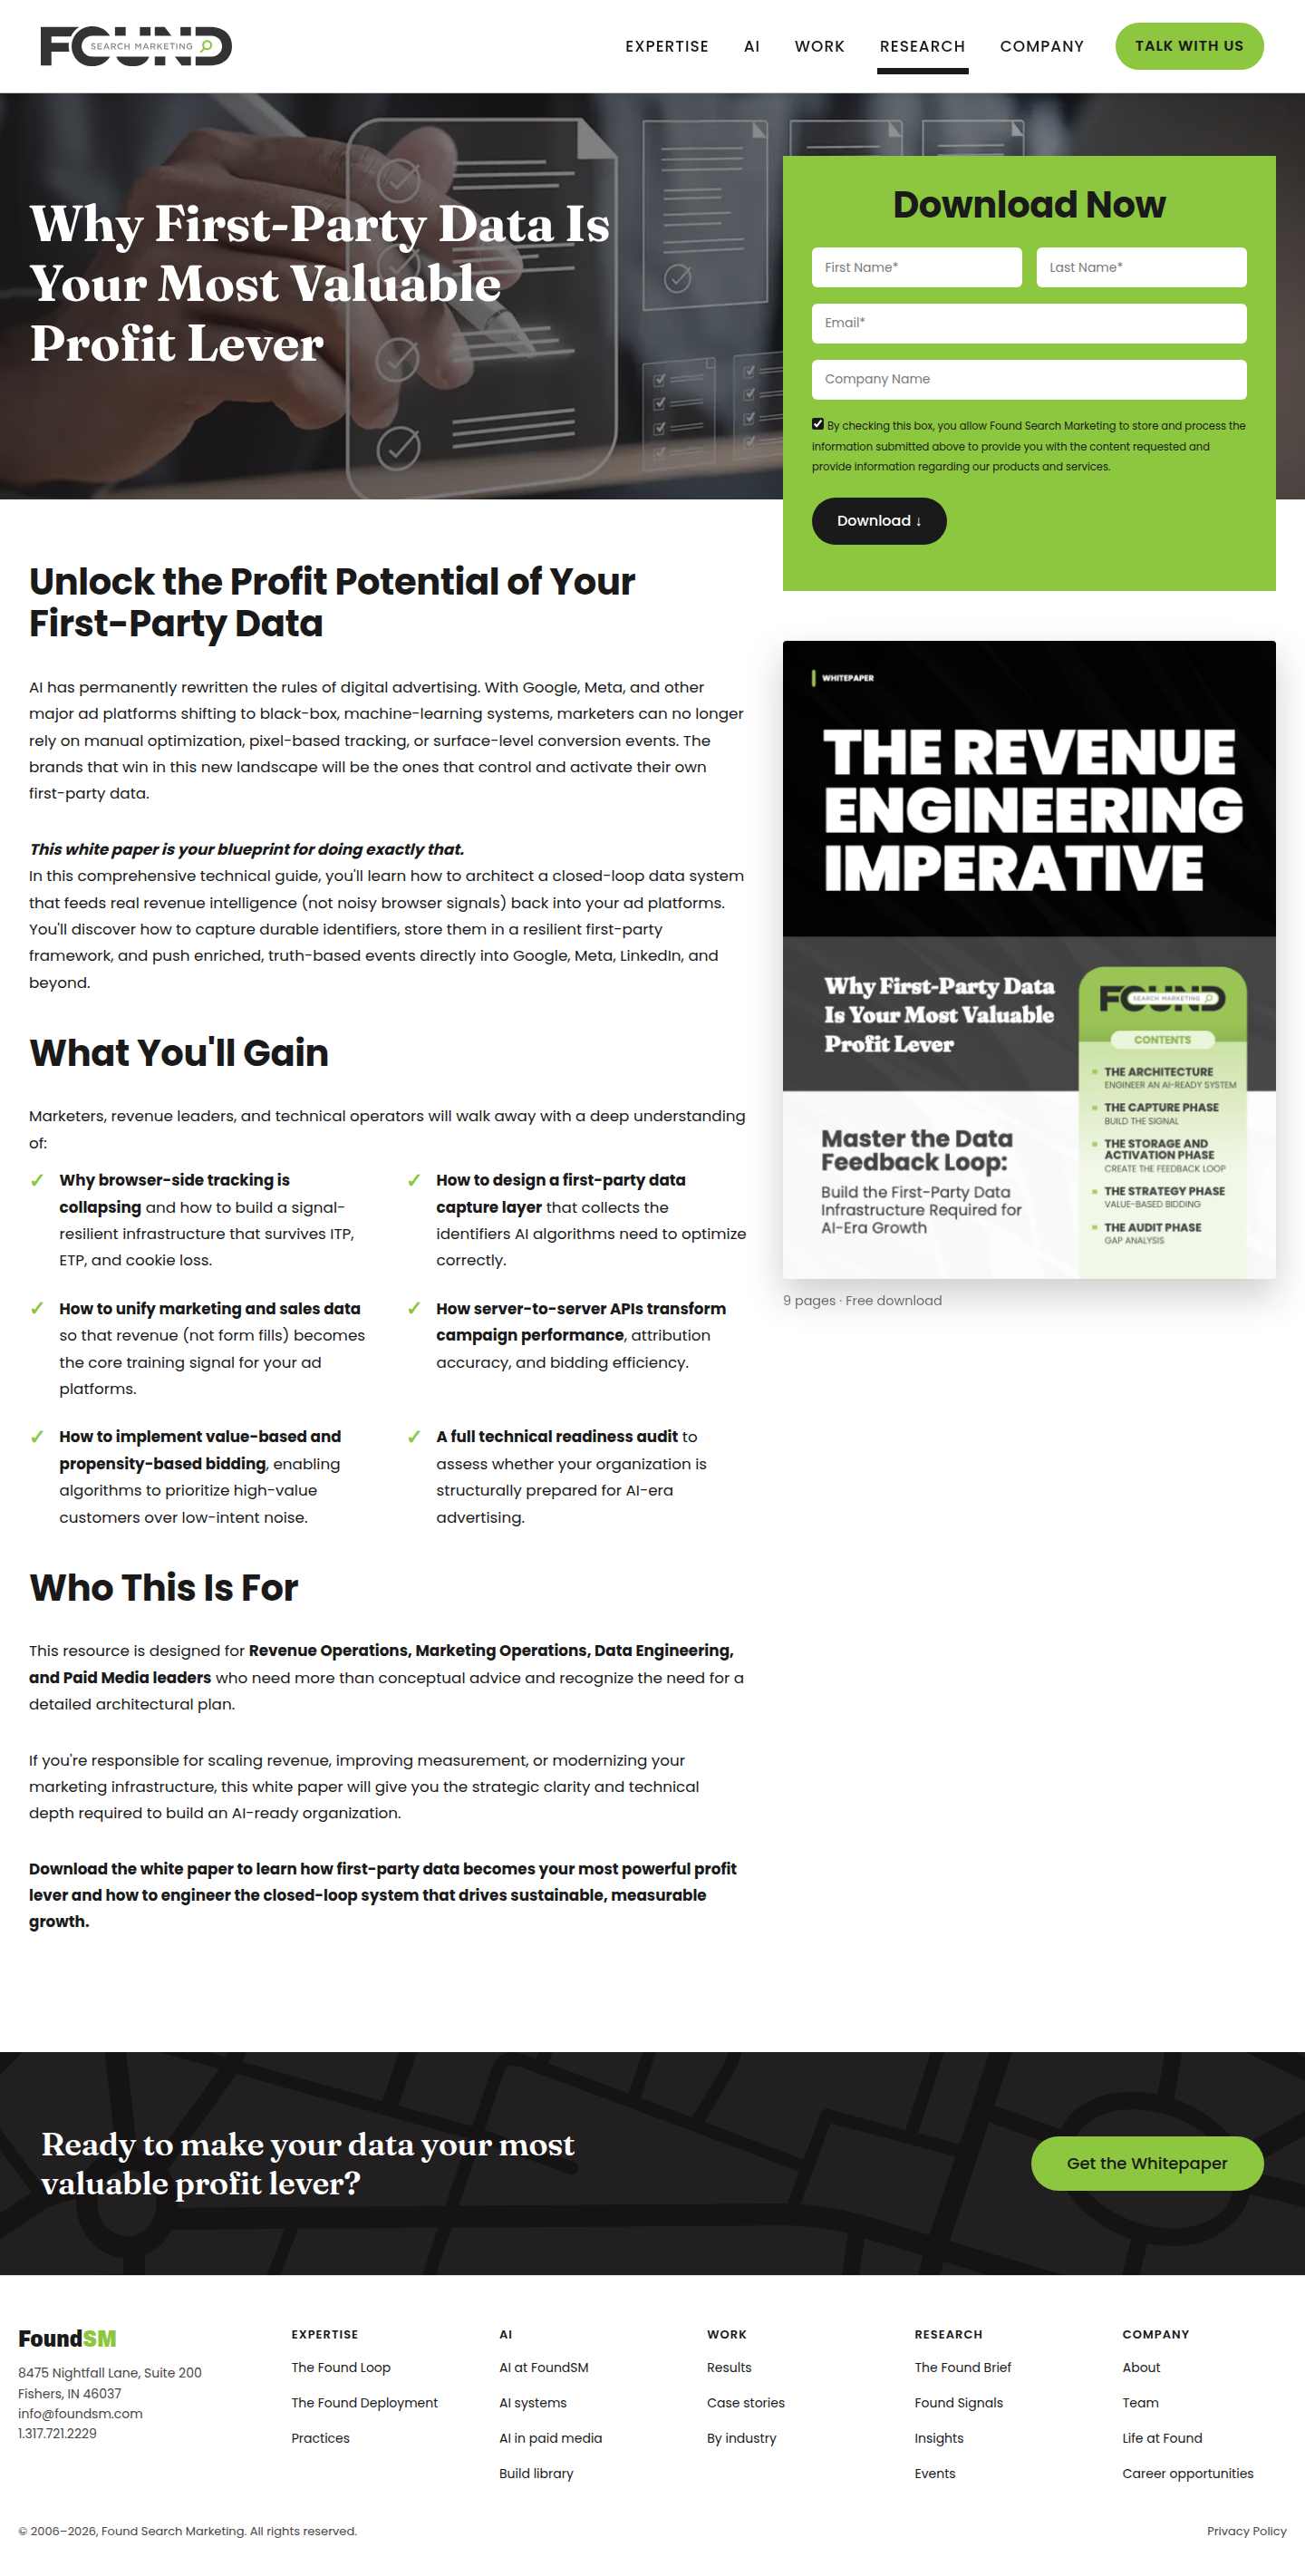 FOUND
SEARCH MARKETING
EXPERTISE
AI
WORK
RESEARCH
COMPANY
TALK WITH US
Why First-Party Data Is
Your Most Valuable
Profit Lever
Download Now
First Name*
Last Name*
Email*
Company Name
By checking this box, you allow Found Search Marketing to store and process the
information submitted above to provide you with the content requested and
provide information regarding our products and services.
Download ↓
Unlock the Profit Potential of Your
First-Party Data
AI has permanently rewritten the rules of digital advertising. With Google, Meta, and other
major ad platforms shifting to black-box, machine-learning systems, marketers can no longer
rely on manual optimization, pixel-based tracking, or surface-level conversion events. The
brands that win in this new landscape will be the ones that control and activate their own
first-party data.
This white paper is your blueprint for doing exactly that.
In this comprehensive technical guide, you'll learn how to architect a closed-loop data system
that feeds real revenue intelligence (not noisy browser signals) back into your ad platforms.
You'll discover how to capture durable identifiers, store them in a resilient first-party
framework, and push enriched, truth-based events directly into Google, Meta, LinkedIn, and
beyond.
What You'll Gain
Marketers, revenue leaders, and technical operators will walk away with a deep understanding
of:
✓ Why browser-side tracking is
collapsing and how to build a signal-
resilient infrastructure that survives ITP,
ETP, and cookie loss.
✓ How to design a first-party data
capture layer that collects the
identifiers AI algorithms need to optimize
correctly.
✓ How to unify marketing and sales data
so that revenue (not form fills) becomes
the core training signal for your ad
platforms.
✓ How server-to-server APIs transform
campaign performance, attribution
accuracy, and bidding efficiency.
✓ How to implement value-based and
propensity-based bidding, enabling
algorithms to prioritize high-value
customers over low-intent noise.
✓ A full technical readiness audit to
assess whether your organization is
structurally prepared for AI-era
advertising.
Who This Is For
This resource is designed for Revenue Operations, Marketing Operations, Data Engineering,
and Paid Media leaders who need more than conceptual advice and recognize the need for a
detailed architectural plan.
If you're responsible for scaling revenue, improving measurement, or modernizing your
marketing infrastructure, this white paper will give you the strategic clarity and technical
depth required to build an AI-ready organization.
Download the white paper to learn how first-party data becomes your most powerful profit
lever and how to engineer the closed-loop system that drives sustainable, measurable
growth.
WHITEPAPER
THE REVENUE
ENGINEERING
IMPERATIVE
Why First-Party Data
Is Your Most Valuable
Profit Lever
Master the Data
Feedback Loop:
Build the First-Party Data
Infrastructure Required for
AI-Era Growth
FOUND
SEARCH MARKETING
CONTENTS
THE ARCHITECTURE
ENGINEER AN AI-READY SYSTEM
THE CAPTURE PHASE
BUILD THE SIGNAL
THE STORAGE AND
ACTIVATION PHASE
CREATE THE FEEDBACK LOOP
THE STRATEGY PHASE
VALUE-BASED BIDDING
THE AUDIT PHASE
GAP ANALYSIS
9 pages · Free download
Ready to make your data your most
valuable profit lever?
Get the Whitepaper
FoundSM
8475 Nightfall Lane, Suite 200
Fishers, IN 46037
info@foundsm.com
1.317.721.2229
EXPERTISE
The Found Loop
The Found Deployment
Practices
AI
AI at FoundSM
AI systems
AI in paid media
Build library
WORK
Results
Case stories
By industry
RESEARCH
The Found Brief
Found Signals
Insights
Events
COMPANY
About
Team
Life at Found
Career opportunities
© 2006–2026, Found Search Marketing. All rights reserved.
Privacy Policy